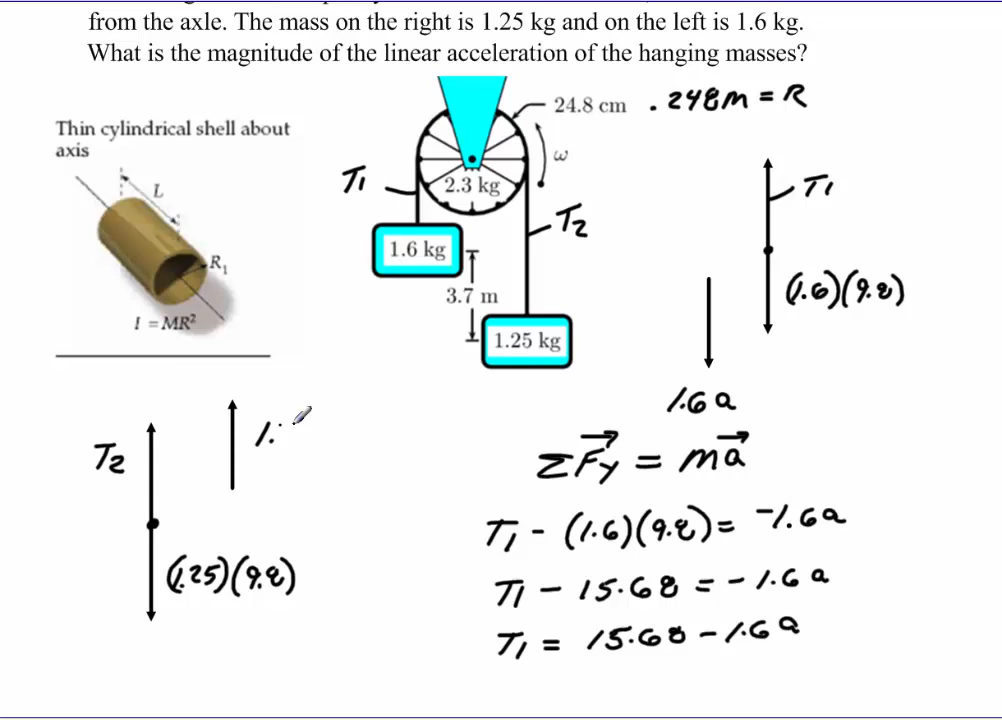 from the axle. The mass on the right is 1.25 kg and on the left is 1.6 kg.
What is the magnitude of the linear acceleration of the hanging masses?
24.8 cm .248m = R
Thin cylindrical shell about
axis
L
R₁
I = MR²
ω
T1
2.3 kg
T2
1.6 kg
3.7 m
1.25 kg
T1
(1.6)(9.8)
1.6a
T2
1.
(1.25)(9.8)
ΣFy = ma
T1 - (1.6)(9.8) = -1.6a
T1 - 15.68 = -1.6a
T1 = 15.68 - 1.6a